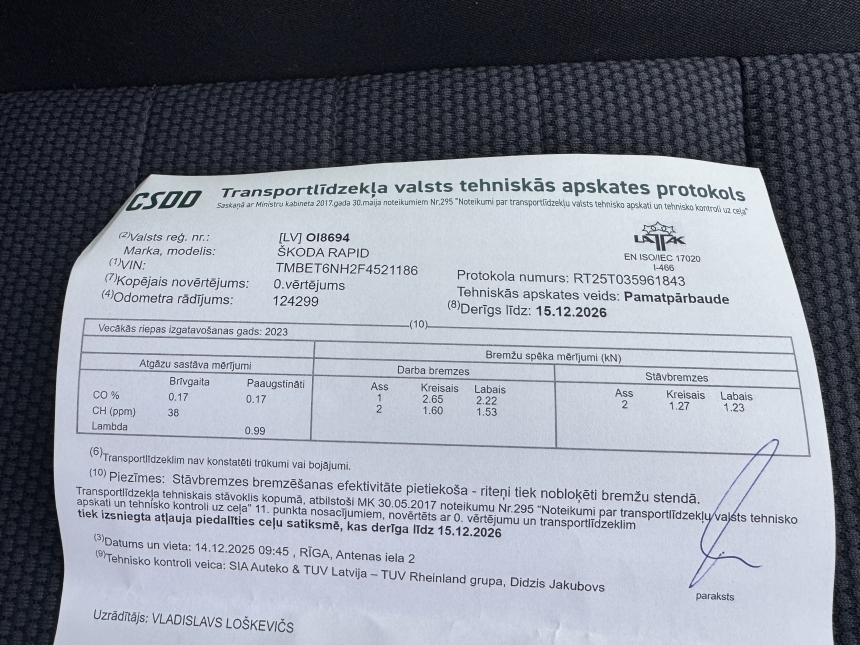 CSDD Transportlīdzekļa valsts tehniskās apskates protokols
Saskaņā ar Ministru kabineta 2017.gada 30.maija noteikumiem Nr.295 "Noteikumi par transportlīdzekļu valsts tehnisko apskati un tehnisko kontroli uz ceļa"
(2)Valsts reģ. nr.: [LV] OI8694
Marka, modelis: ŠKODA RAPID
(1)VIN: TMBET6NH2F4521186
(7)Kopējais novērtējums: 0.vērtējums
(4)Odometra rādījums: 124299
LATAK
EN ISO/IEC 17020
I-466
Protokola numurs: RT25T035961843
Tehniskās apskates veids: Pamatpārbaude
(8)Derīgs līdz: 15.12.2026
(10)
Vecākās riepas izgatavošanas gads: 2023
Bremžu spēka mērījumi (kN)
Atgāzu sastāva mērījumi Darba bremzes Stāvbremzes
Brīvgaita Paaugstināti Ass Kreisais Labais Ass Kreisais Labais
CO % 0.17 0.17 1 2.65 2.22 2 1.27 1.23
CH (ppm) 38 2 1.60 1.53
Lambda 0.99
(6)Transportlīdzeklim nav konstatēti trūkumi vai bojājumi.
(10) Piezīmes: Stāvbremzes bremzēšanas efektivitāte pietiekoša - riteņi tiek nobloķēti bremžu stendā.
Transportlīdzekļa tehniskais stāvoklis kopumā, atbilstoši MK 30.05.2017 noteikumu Nr.295 "Noteikumi par transportlīdzekļu valsts tehnisko
apskati un tehnisko kontroli uz ceļa" 11. punkta nosacījumiem, novērtēts ar 0. vērtējumu un transportlīdzeklim
tiek izsniegta atļauja piedalīties ceļu satiksmē, kas derīga līdz 15.12.2026
(3)Datums un vieta: 14.12.2025 09:45 , RĪGA, Antenas iela 2
(9)Tehnisko kontroli veica: SIA Auteko & TUV Latvija – TUV Rheinland grupa, Didzis Jakubovs
paraksts
Uzrādītājs: VLADISLAVS LOŠKEVIČS